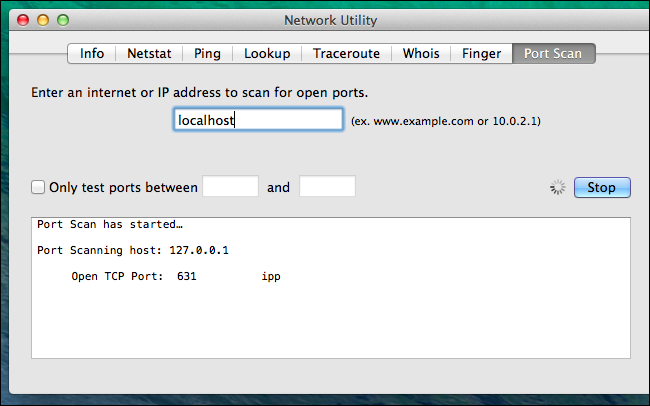 Network Utility
Info Netstat Ping Lookup Traceroute Whois Finger Port Scan
Enter an internet or IP address to scan for open ports.
localhost (ex. www.example.com or 10.0.2.1)
Only test ports between and Stop
Port Scan has started…
Port Scanning host: 127.0.0.1
Open TCP Port: 631 ipp